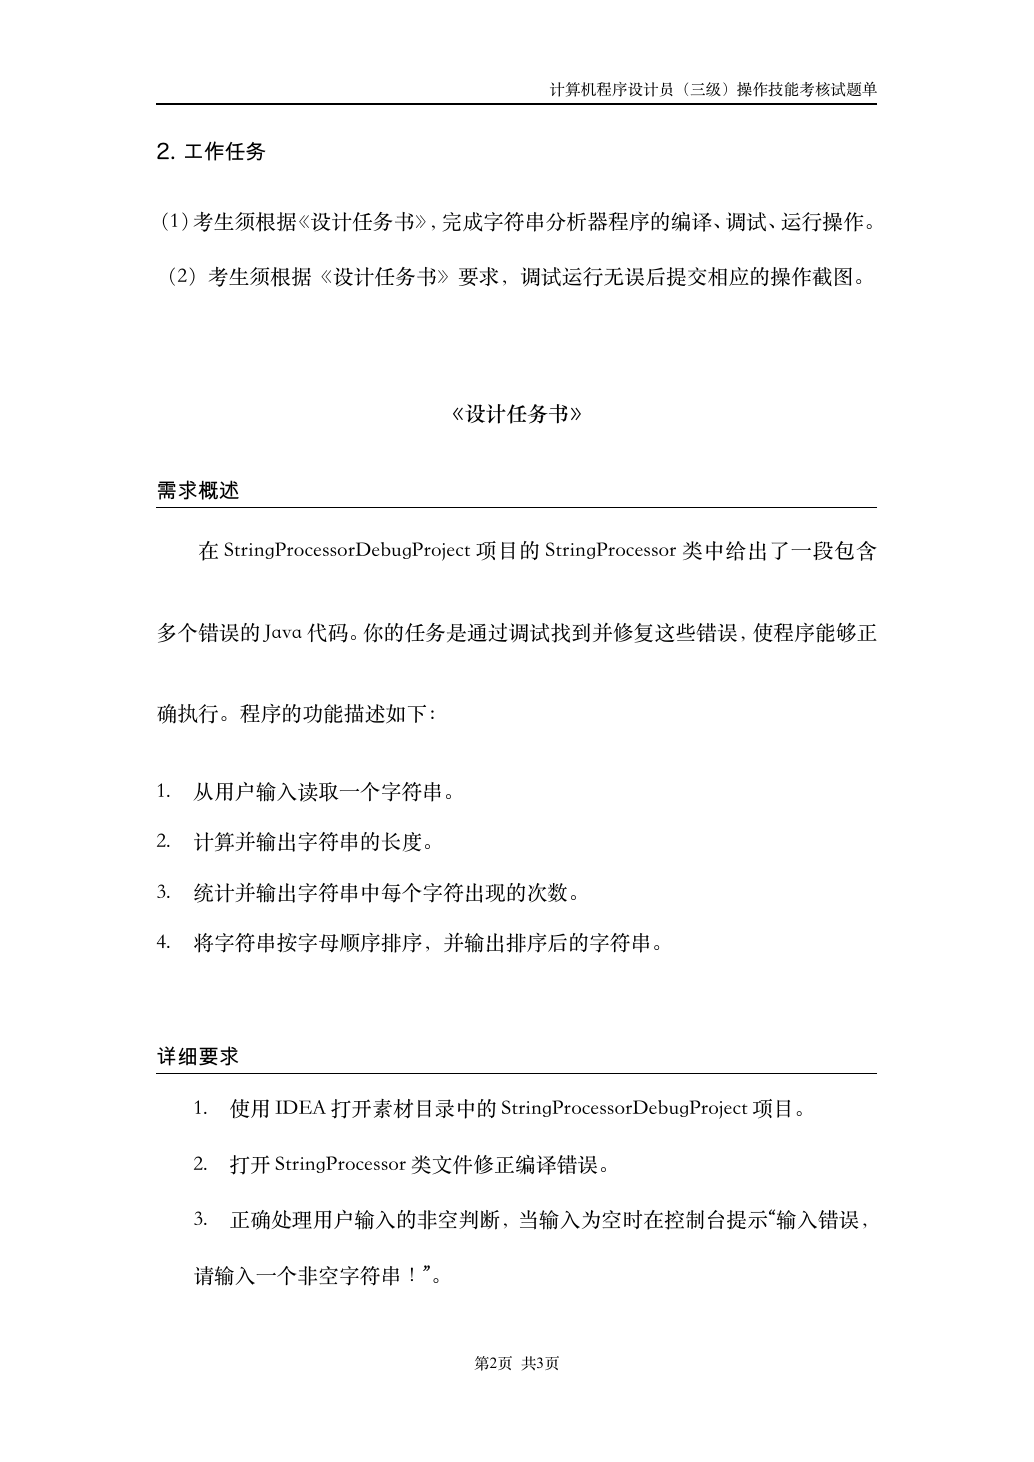 计算机程序设计员（三级）操作技能考核试题单
2. 工作任务
（1）考生须根据《设计任务书》，完成字符串分析器程序的编译、调试、运行操作。
（2）考生须根据《设计任务书》要求，调试运行无误后提交相应的操作截图。
《设计任务书》
需求概述
在 StringProcessorDebugProject 项目的 StringProcessor 类中给出了一段包含
多个错误的 Java 代码。你的任务是通过调试找到并修复这些错误，使程序能够正
确执行。程序的功能描述如下：
1. 从用户输入读取一个字符串。
2. 计算并输出字符串的长度。
3. 统计并输出字符串中每个字符出现的次数。
4. 将字符串按字母顺序排序，并输出排序后的字符串。
详细要求
1. 使用 IDEA 打开素材目录中的 StringProcessorDebugProject 项目。
2. 打开 StringProcessor 类文件修正编译错误。
3. 正确处理用户输入的非空判断，当输入为空时在控制台提示“输入错误，
请输入一个非空字符串！”。
第2页 共3页